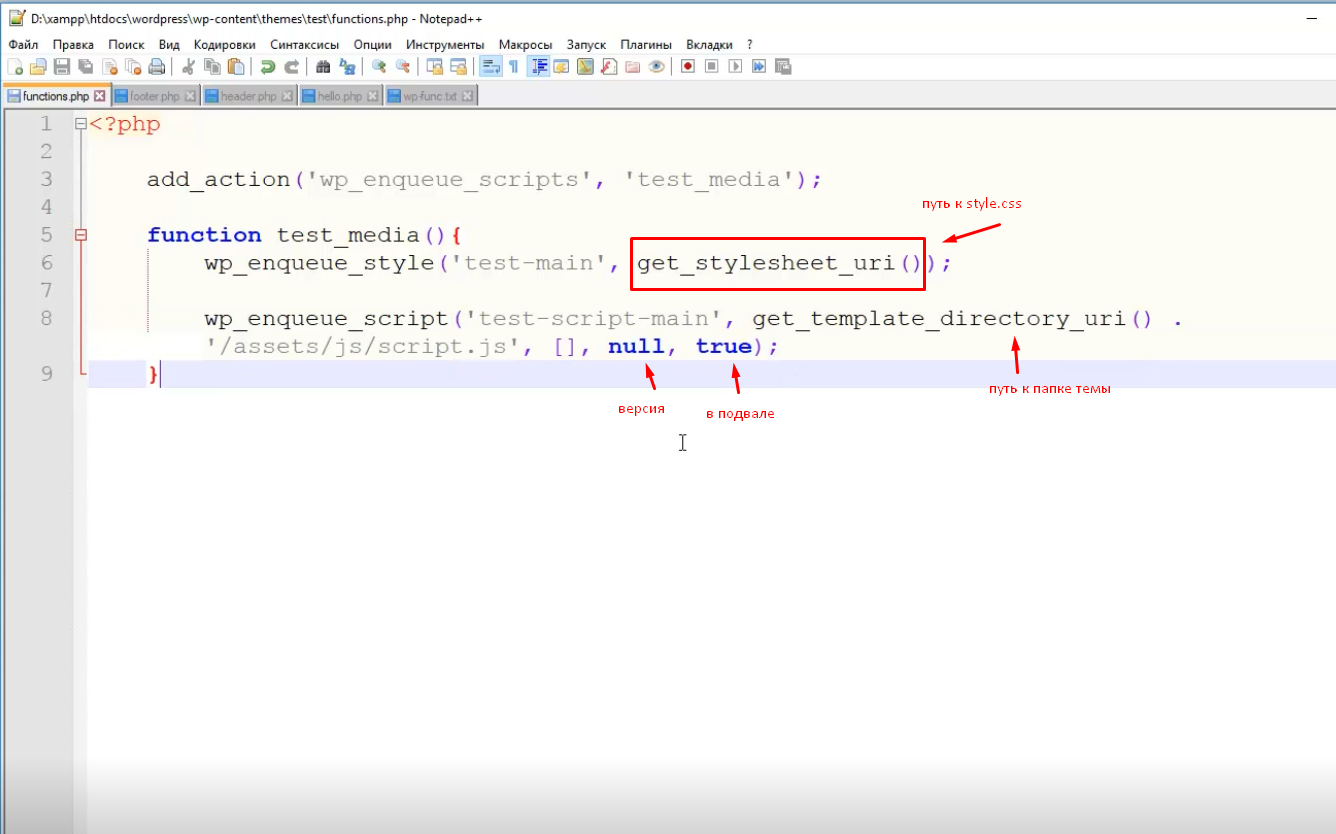 D:\xampp\htdocs\wordpress\wp-content\themes\test\functions.php - Notepad++
Файл Правка Поиск Вид Кодировки Синтаксисы Опции Инструменты Макросы Запуск Плагины Вкладки ?
functions.php footer.php header.php hello.php wp-func.txt
1 <?php
2
3 add_action('wp_enqueue_scripts', 'test_media');
путь к style.css
4
5 function test_media(){
6 wp_enqueue_style('test-main', get_stylesheet_uri());
7
8 wp_enqueue_script('test-script-main', get_template_directory_uri() .
'/assets/js/script.js', [], null, true);
9 }
путь к папке темы
версия
в подвале